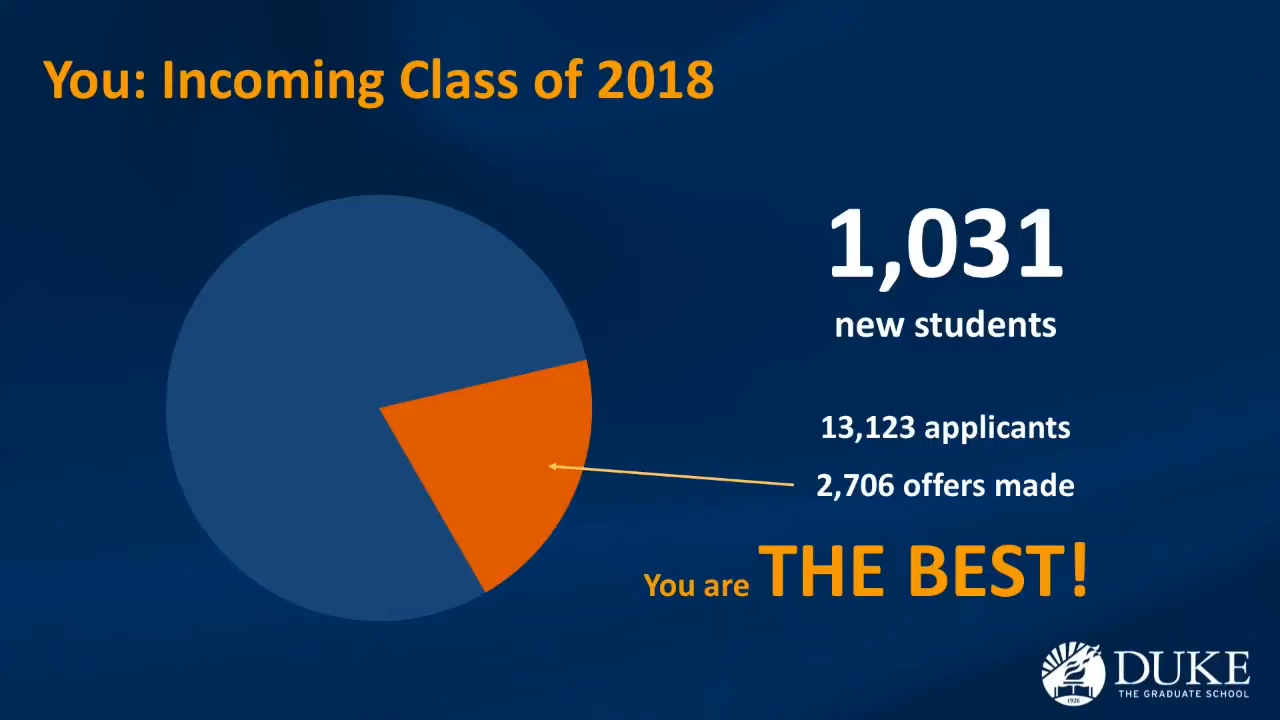 You: Incoming Class of 2018
1,031
new students
13,123 applicants
2,706 offers made
You are THE BEST!
DUKE
THE GRADUATE SCHOOL
1926